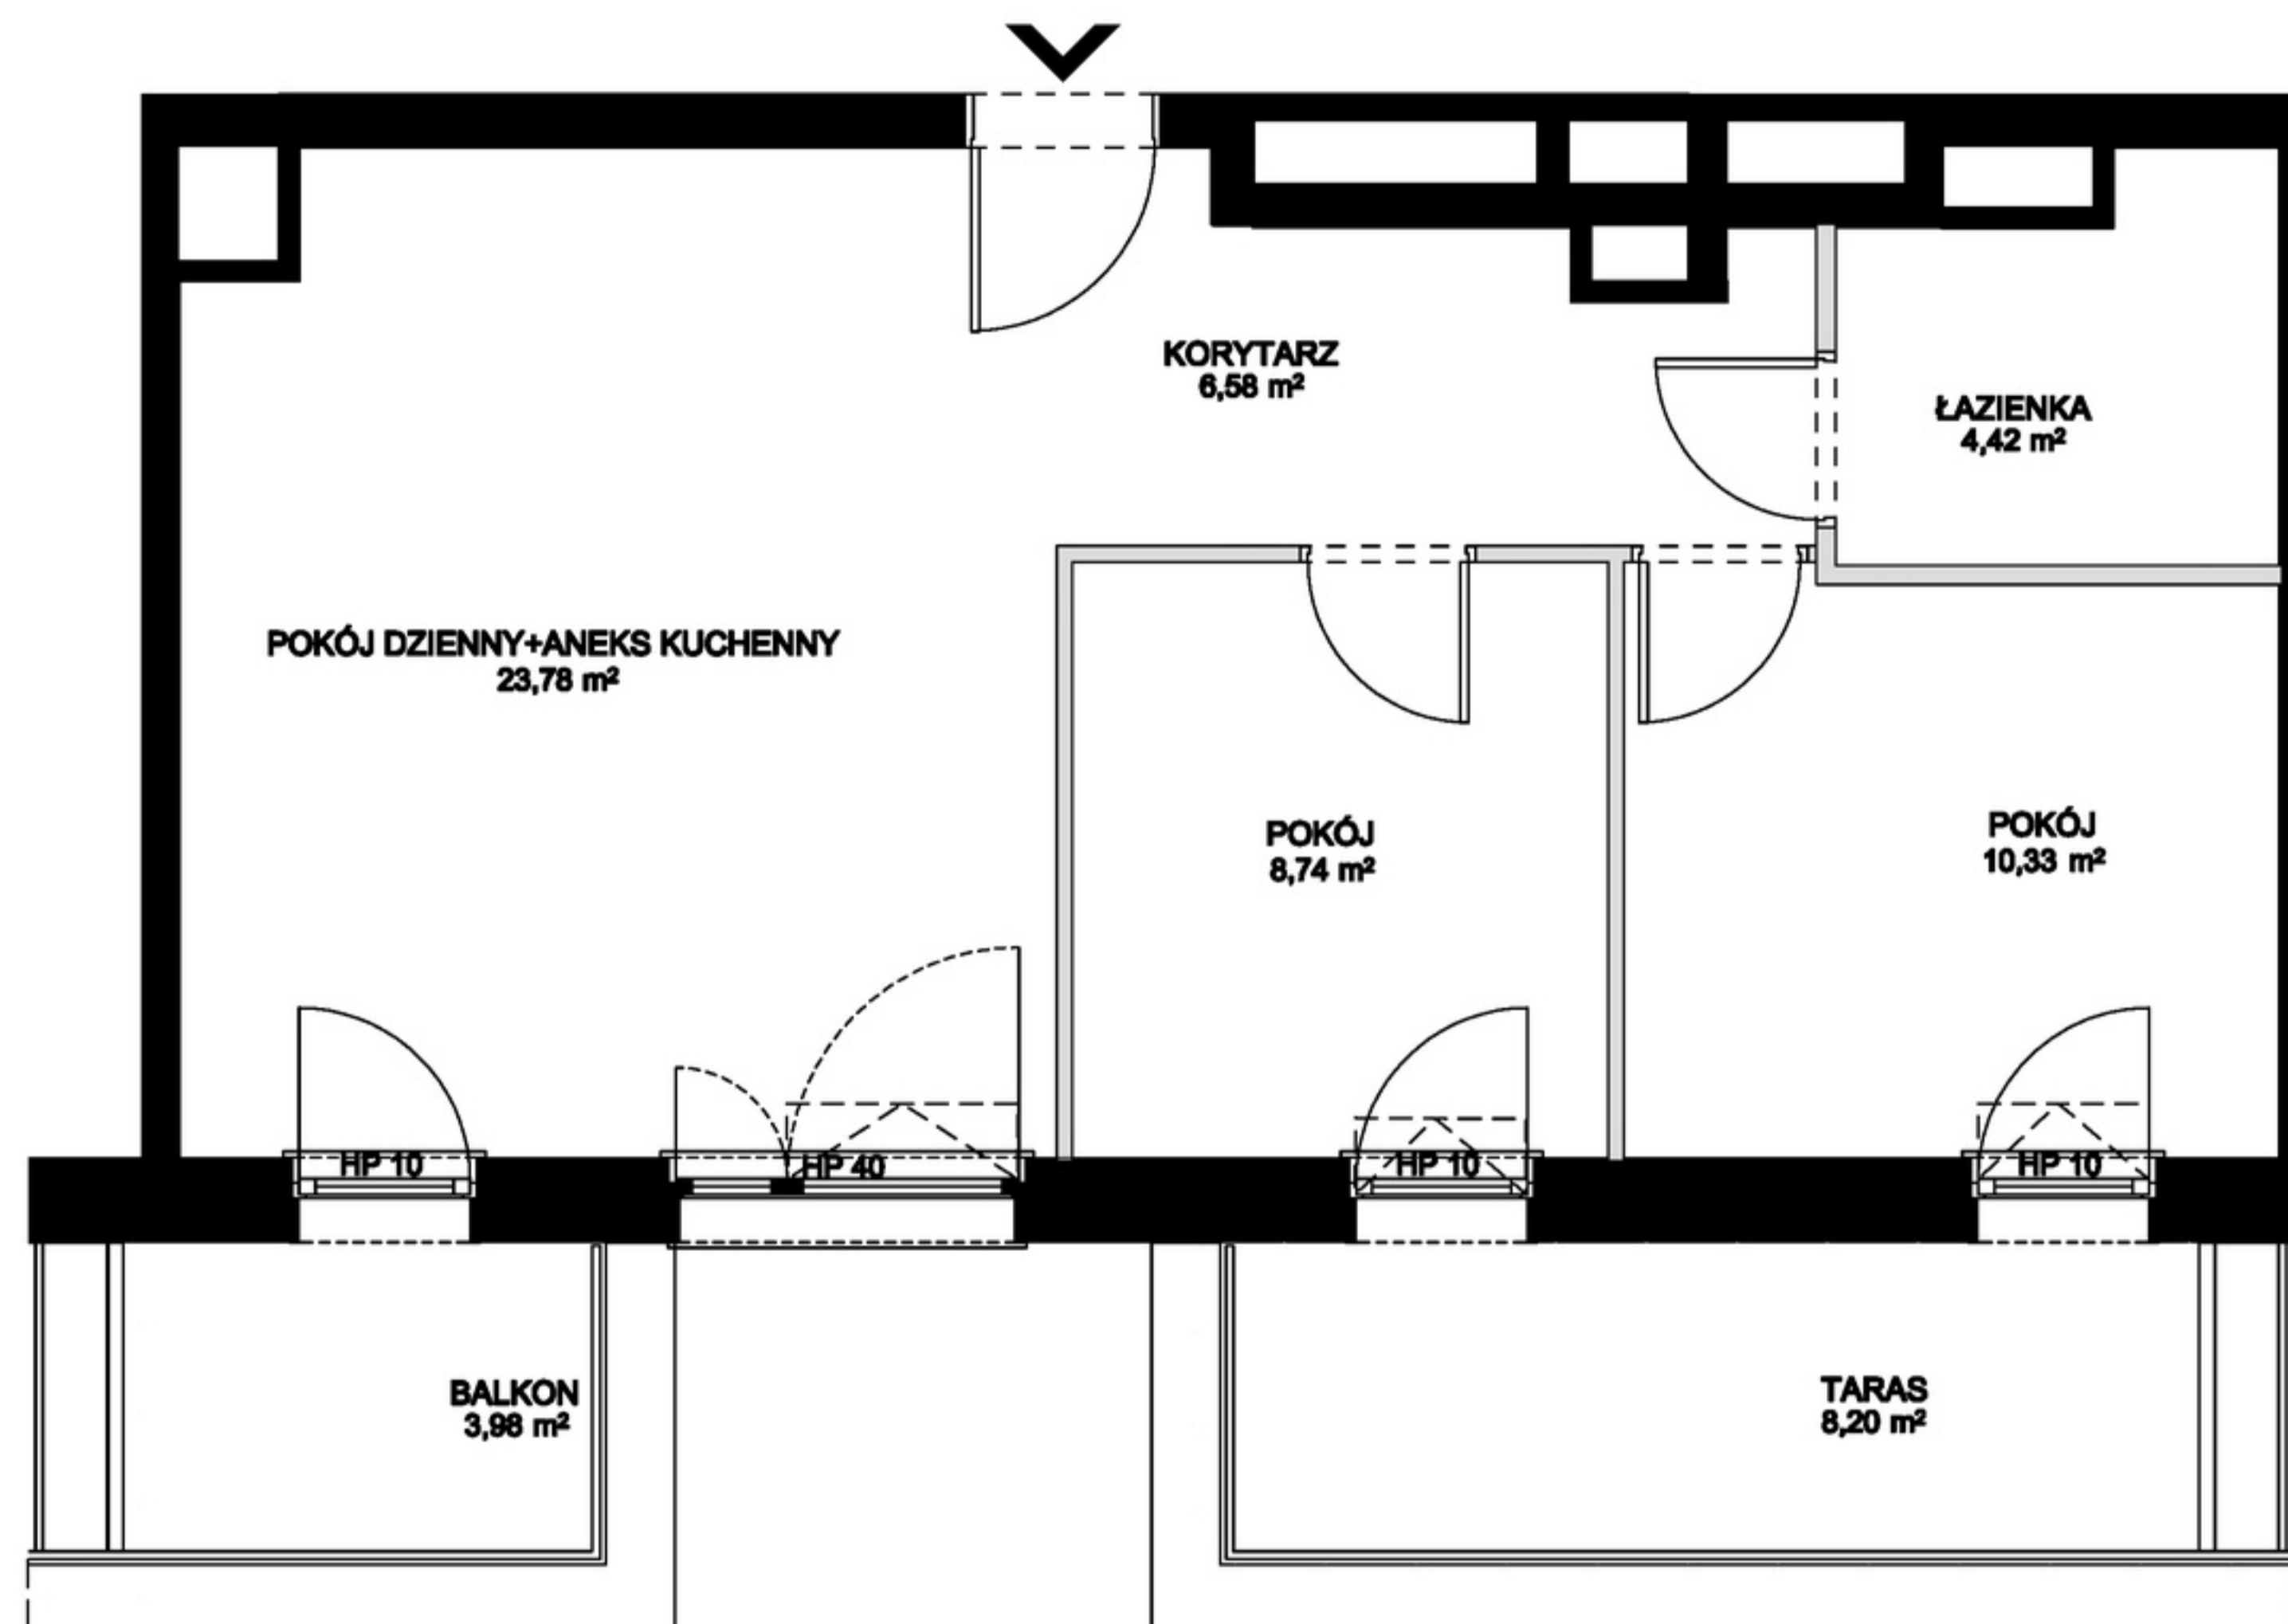 KORYTARZ
6,58 m²
ŁAZIENKA
4,42 m²
POKÓJ DZIENNY+ANEKS KUCHENNY
23,78 m²
POKÓJ
8,74 m²
POKÓJ
10,33 m²
HP 10
HP 40
HP 10
HP 10
BALKON
3,98 m²
TARAS
8,20 m²